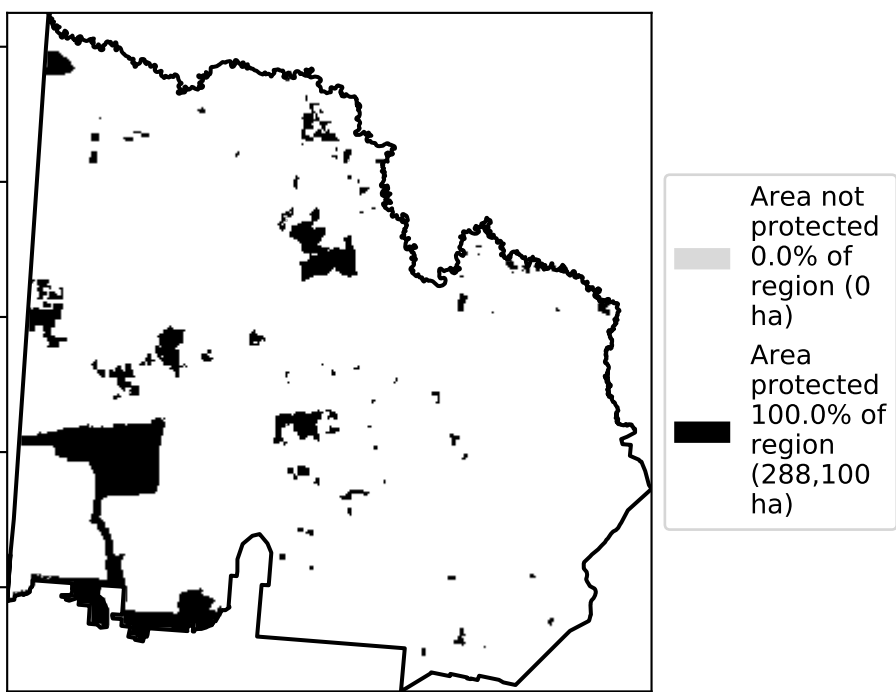 Area not
protected
0.0% of
region (0
ha)
Area
protected
100.0% of
region
(288,100
ha)